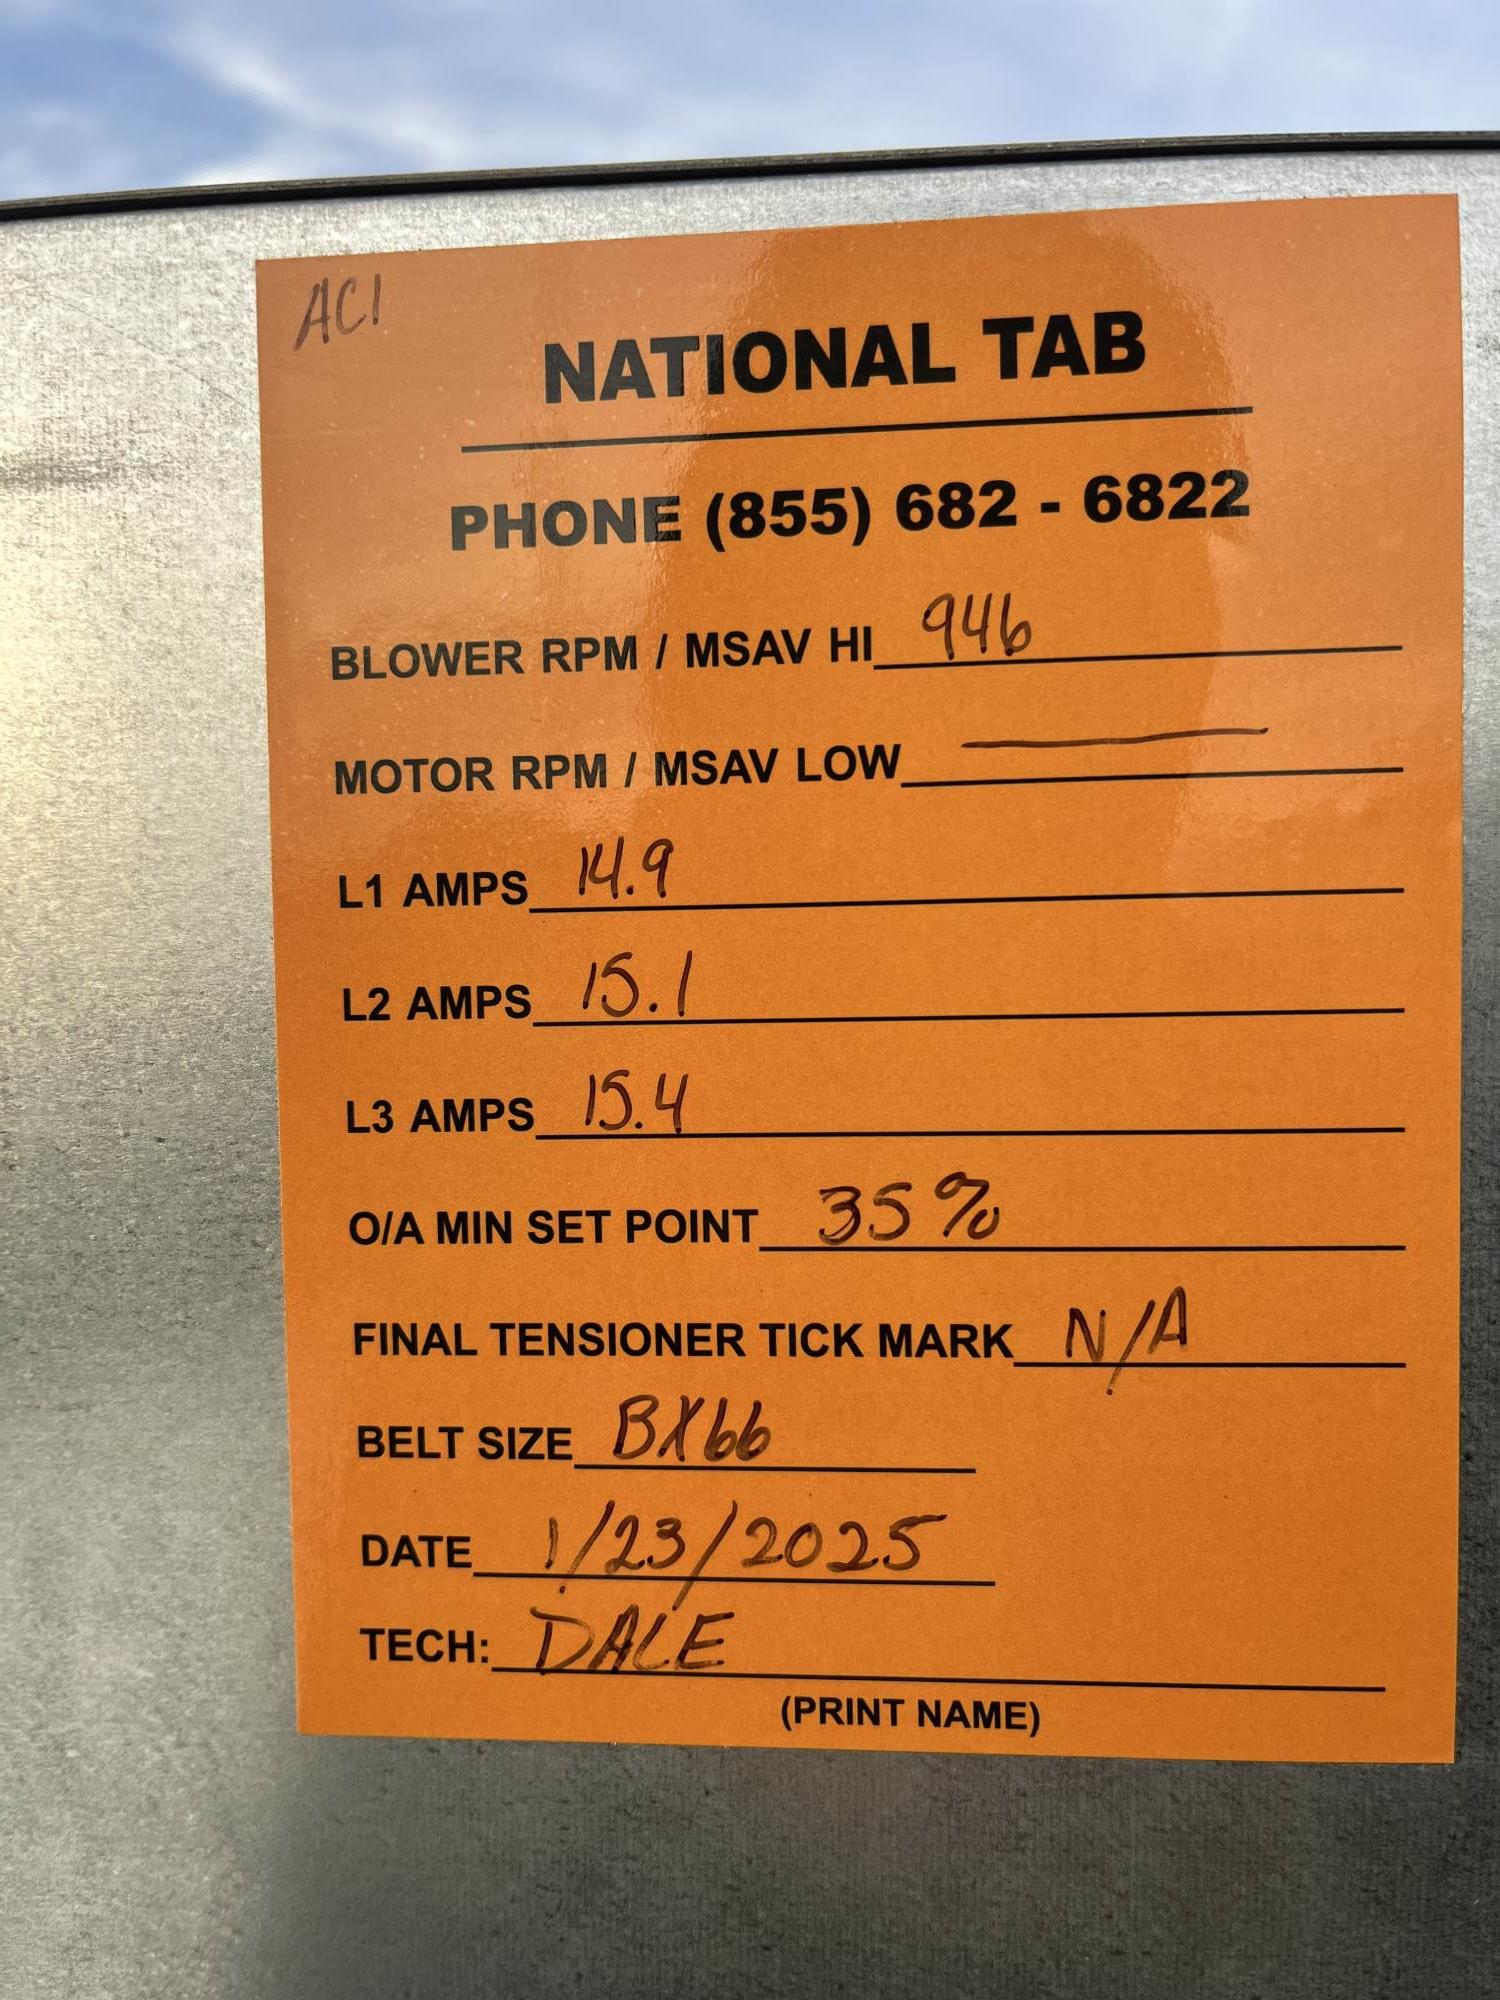 AC1
NATIONAL TAB
PHONE (855) 682 - 6822
BLOWER RPM / MSAV HI 946
MOTOR RPM / MSAV LOW
L1 AMPS 14.9
L2 AMPS 15.1
L3 AMPS 15.4
O/A MIN SET POINT 35%
FINAL TENSIONER TICK MARK N/A
BELT SIZE BX66
DATE 1/23/2025
TECH: DALE
(PRINT NAME)